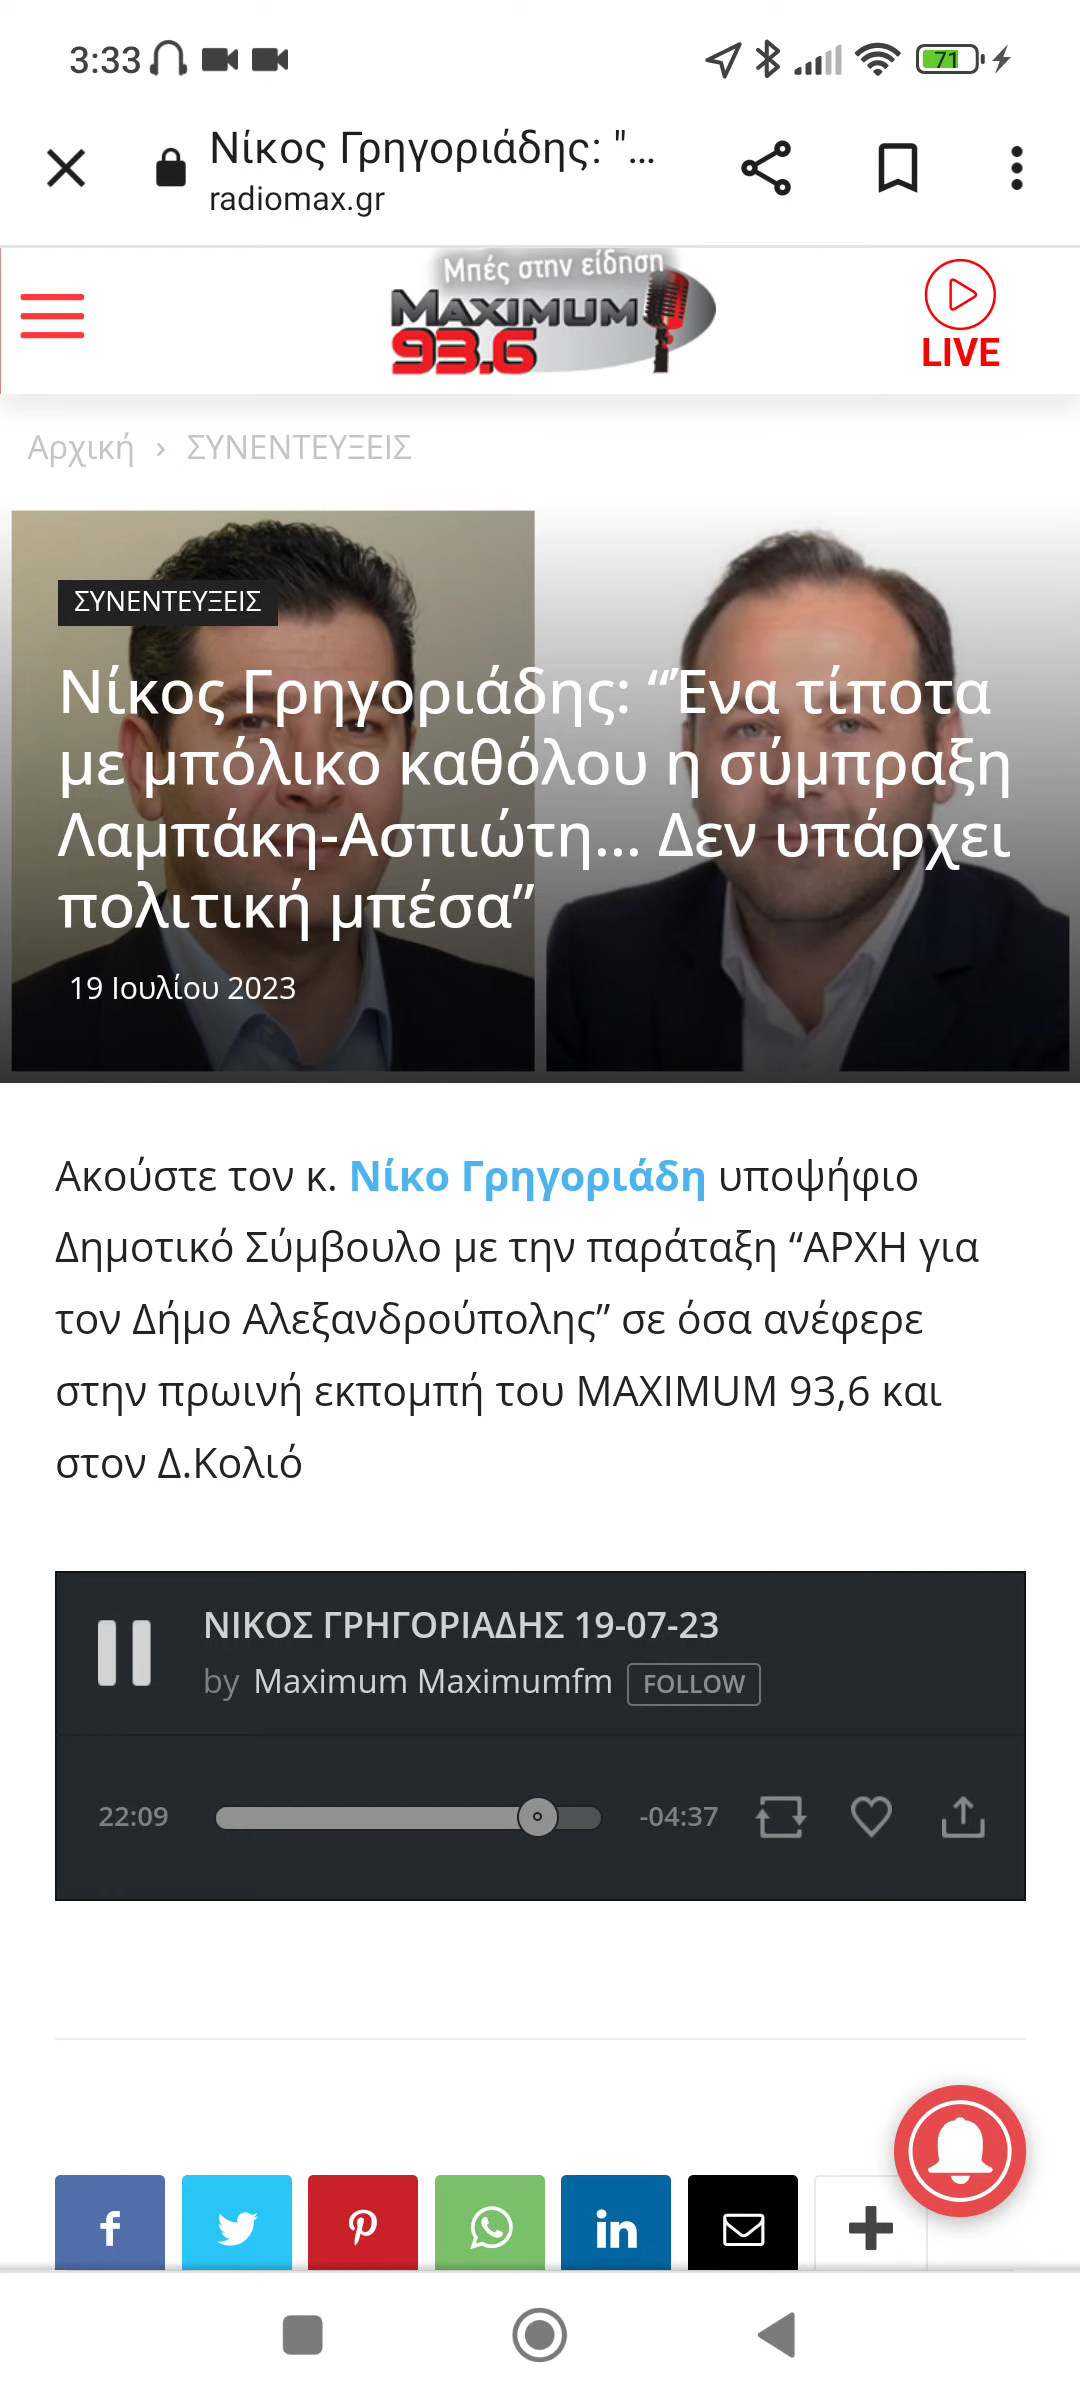 3:33
71
Νίκος Γρηγοριάδης: "...
radiomax.gr
Μπές στην είδηση
MAXIMUM
93.6
LIVE
Αρχική › ΣΥΝΕΝΤΕΥΞΕΙΣ
ΣΥΝΕΝΤΕΥΞΕΙΣ
Νίκος Γρηγοριάδης: “Ένα τίποτα
με μπόλικο καθόλου η σύμπραξη
Λαμπάκη-Ασπιώτη... Δεν υπάρχει
πολιτική μπέσα”
19 Ιουλίου 2023
Ακούστε τον κ. Νίκο Γρηγοριάδη υποψήφιο
Δημοτικό Σύμβουλο με την παράταξη “ΑΡΧΗ για
τον Δήμο Αλεξανδρούπολης” σε όσα ανέφερε
στην πρωινή εκπομπή του MAXIMUM 93,6 και
στον Δ.Κολιό
ΝΙΚΟΣ ΓΡΗΓΟΡΙΑΔΗΣ 19-07-23
by Maximum Maximumfm FOLLOW
22:09 -04:37